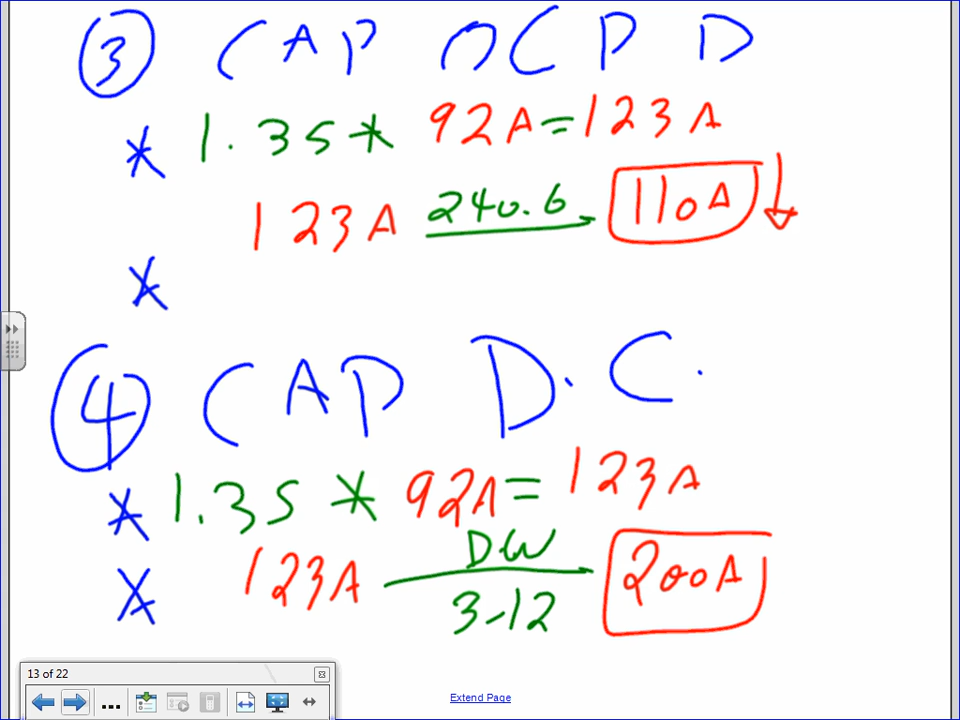 ③ CAP OCPD
* 1.35 * 92A = 123A
123A 240.6 110A ↓
*
④ CAP D.C.
* 1.35 * 92A = 123A
* 123A DW 3-12 200A
13 of 22
...
Extend Page